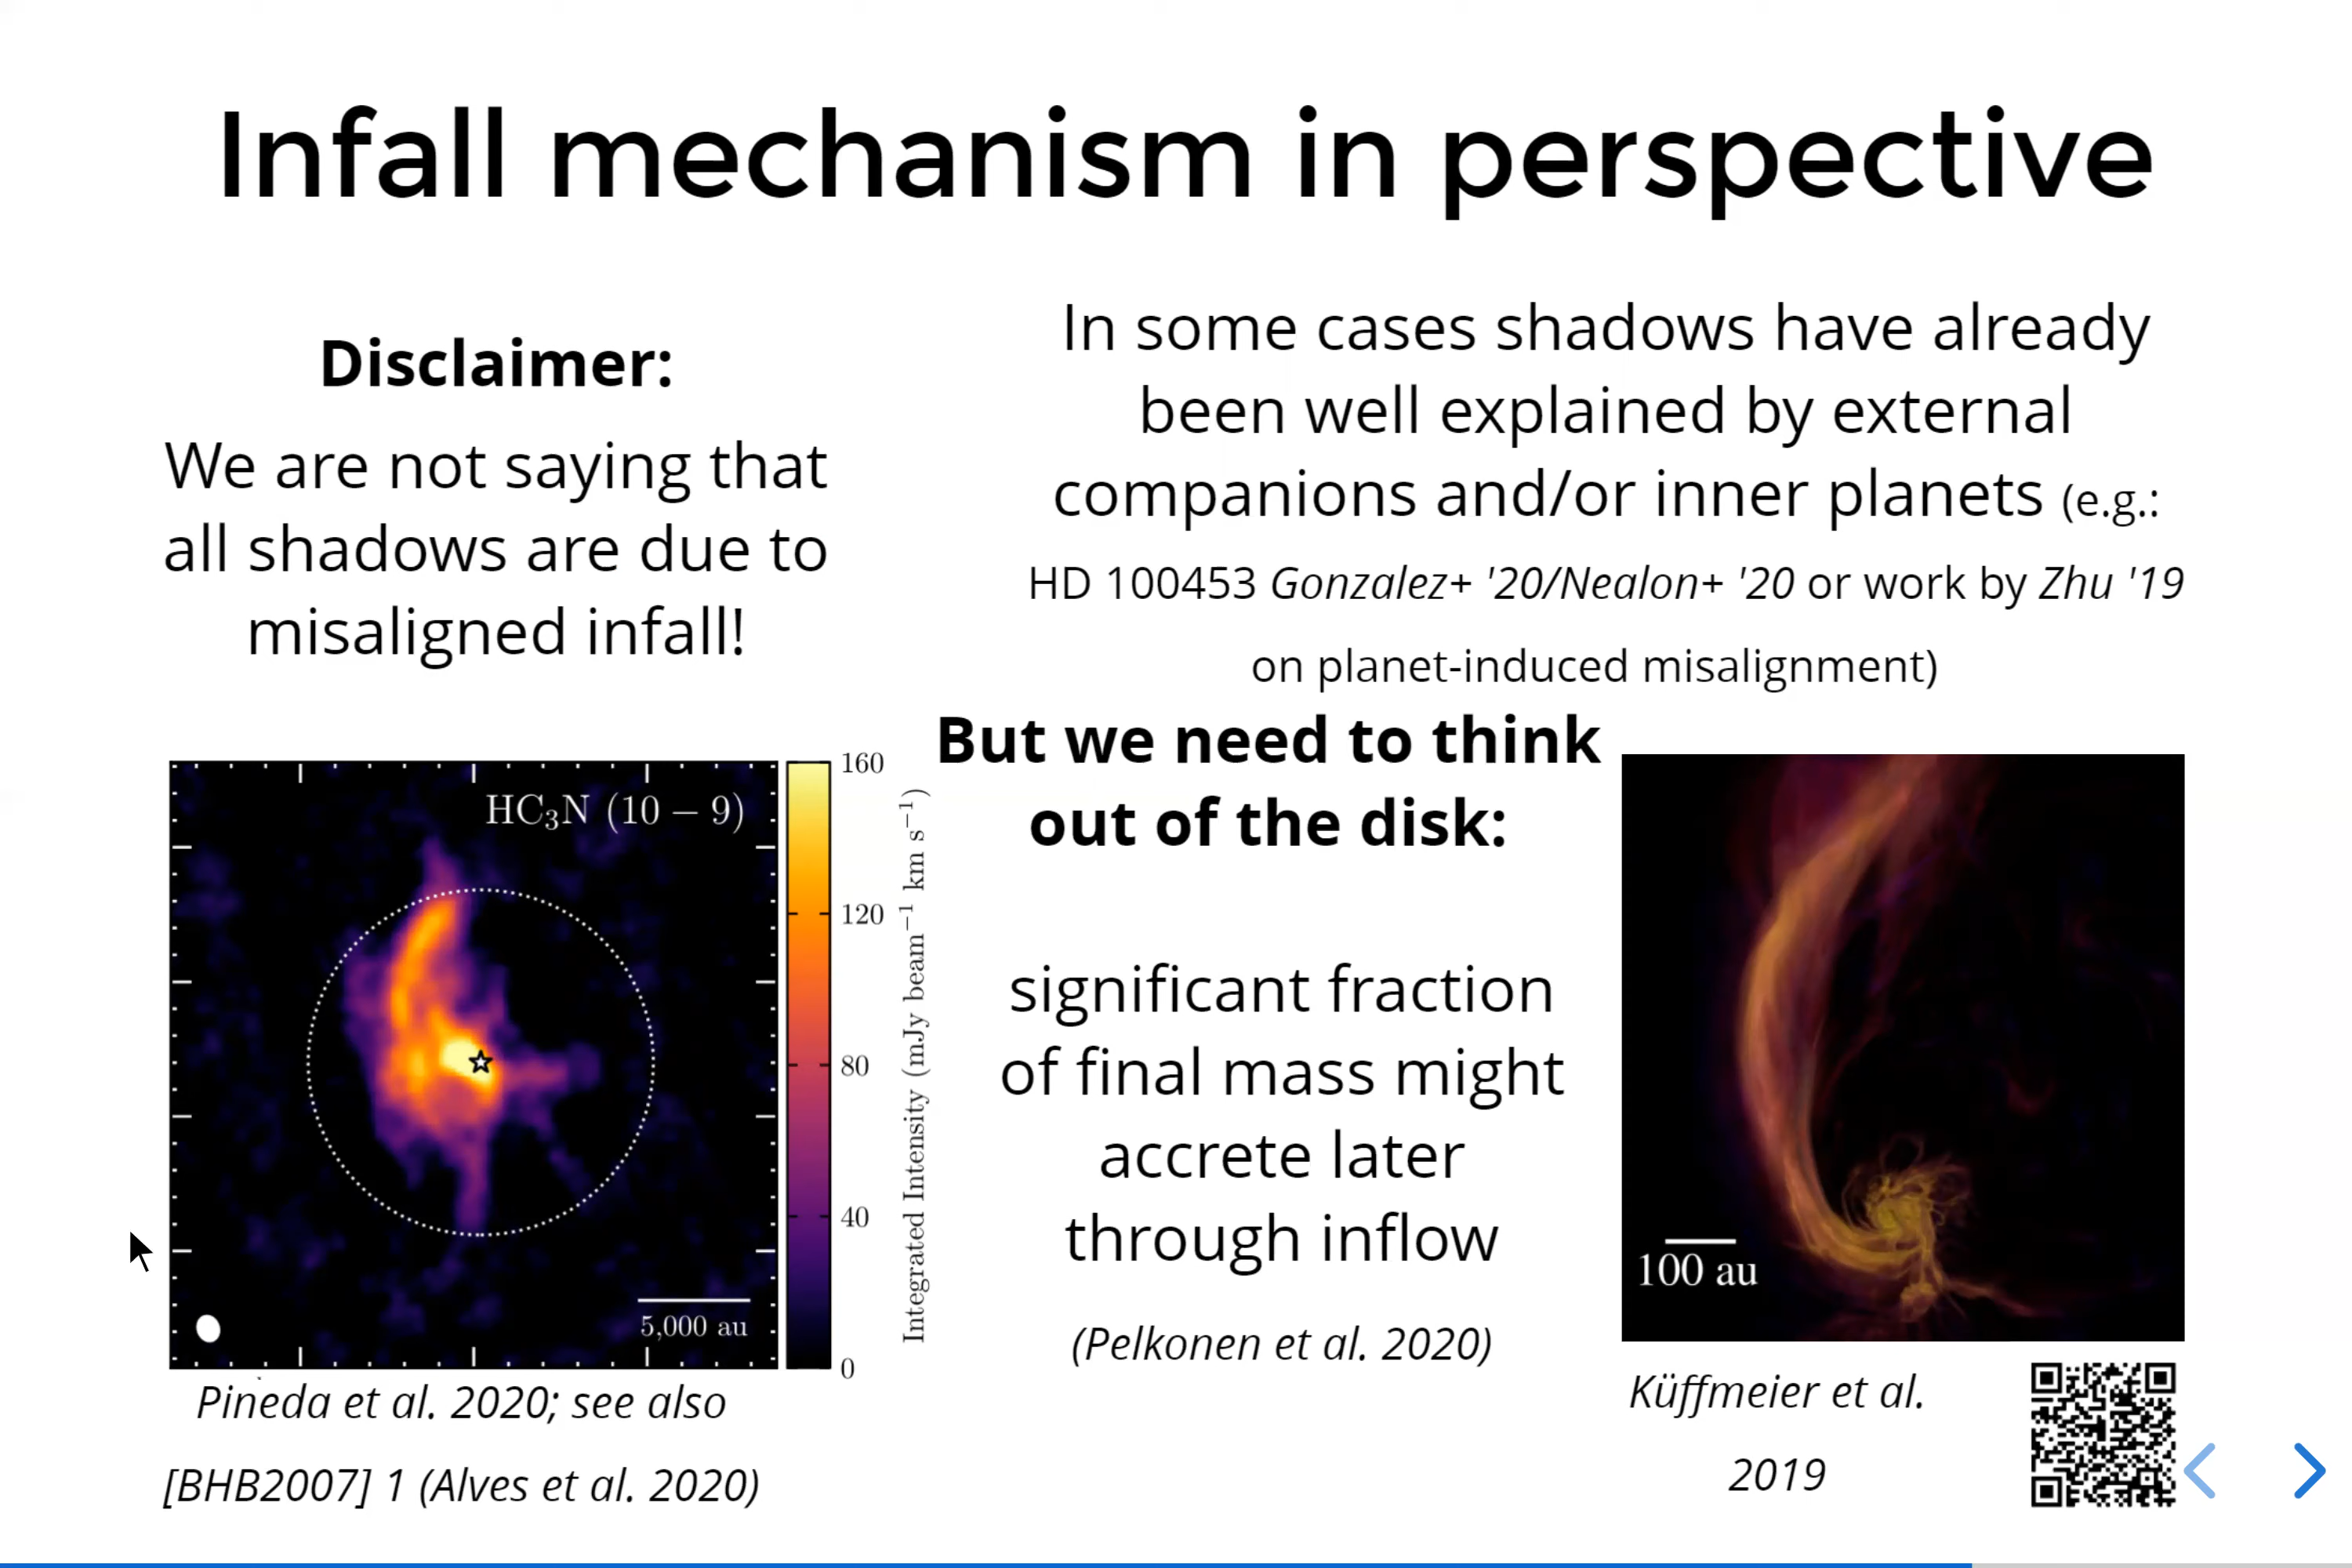 Infall mechanism in perspective
Disclaimer:
We are not saying that
all shadows are due to
misaligned infall!
In some cases shadows have already
been well explained by external
companions and/or inner planets (e.g.:
HD 100453 Gonzalez+ '20/Nealon+ '20 or work by Zhu '19
on planet-induced misalignment)
HC₃N (10 − 9)
5,000 au
160
120
80
40
0
Integrated Intensity (mJy beam⁻¹ km s⁻¹)
Pineda et al. 2020; see also
[BHB2007] 1 (Alves et al. 2020)
But we need to think
out of the disk:
significant fraction
of final mass might
accrete later
through inflow
(Pelkonen et al. 2020)
100 au
Küffmeier et al.
2019